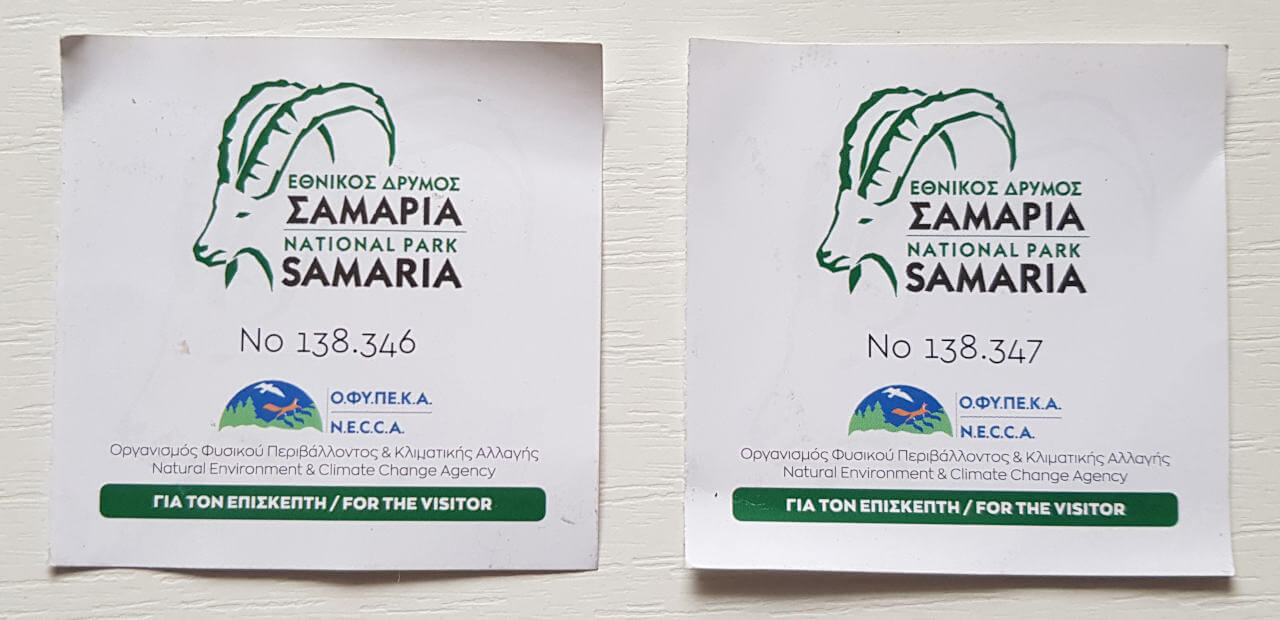 ΕΘΝΙΚΟΣ ΔΡΥΜΟΣ
ΣΑΜΑΡΙΑ
NATIONAL PARK
SAMARIA
No 138.346
Ο.ΦΥ.ΠΕ.Κ.Α.
N.E.C.C.A.
Οργανισμός Φυσικού Περιβάλλοντος & Κλιματικής Αλλαγής
Natural Environment & Climate Change Agency
ΓΙΑ ΤΟΝ ΕΠΙΣΚΕΠΤΗ / FOR THE VISITOR
ΕΘΝΙΚΟΣ ΔΡΥΜΟΣ
ΣΑΜΑΡΙΑ
NATIONAL PARK
SAMARIA
No 138.347
Ο.ΦΥ.ΠΕ.Κ.Α.
N.E.C.C.A.
Οργανισμός Φυσικού Περιβάλλοντος & Κλιματικής Αλλαγής
Natural Environment & Climate Change Agency
ΓΙΑ ΤΟΝ ΕΠΙΣΚΕΠΤΗ / FOR THE VISITOR